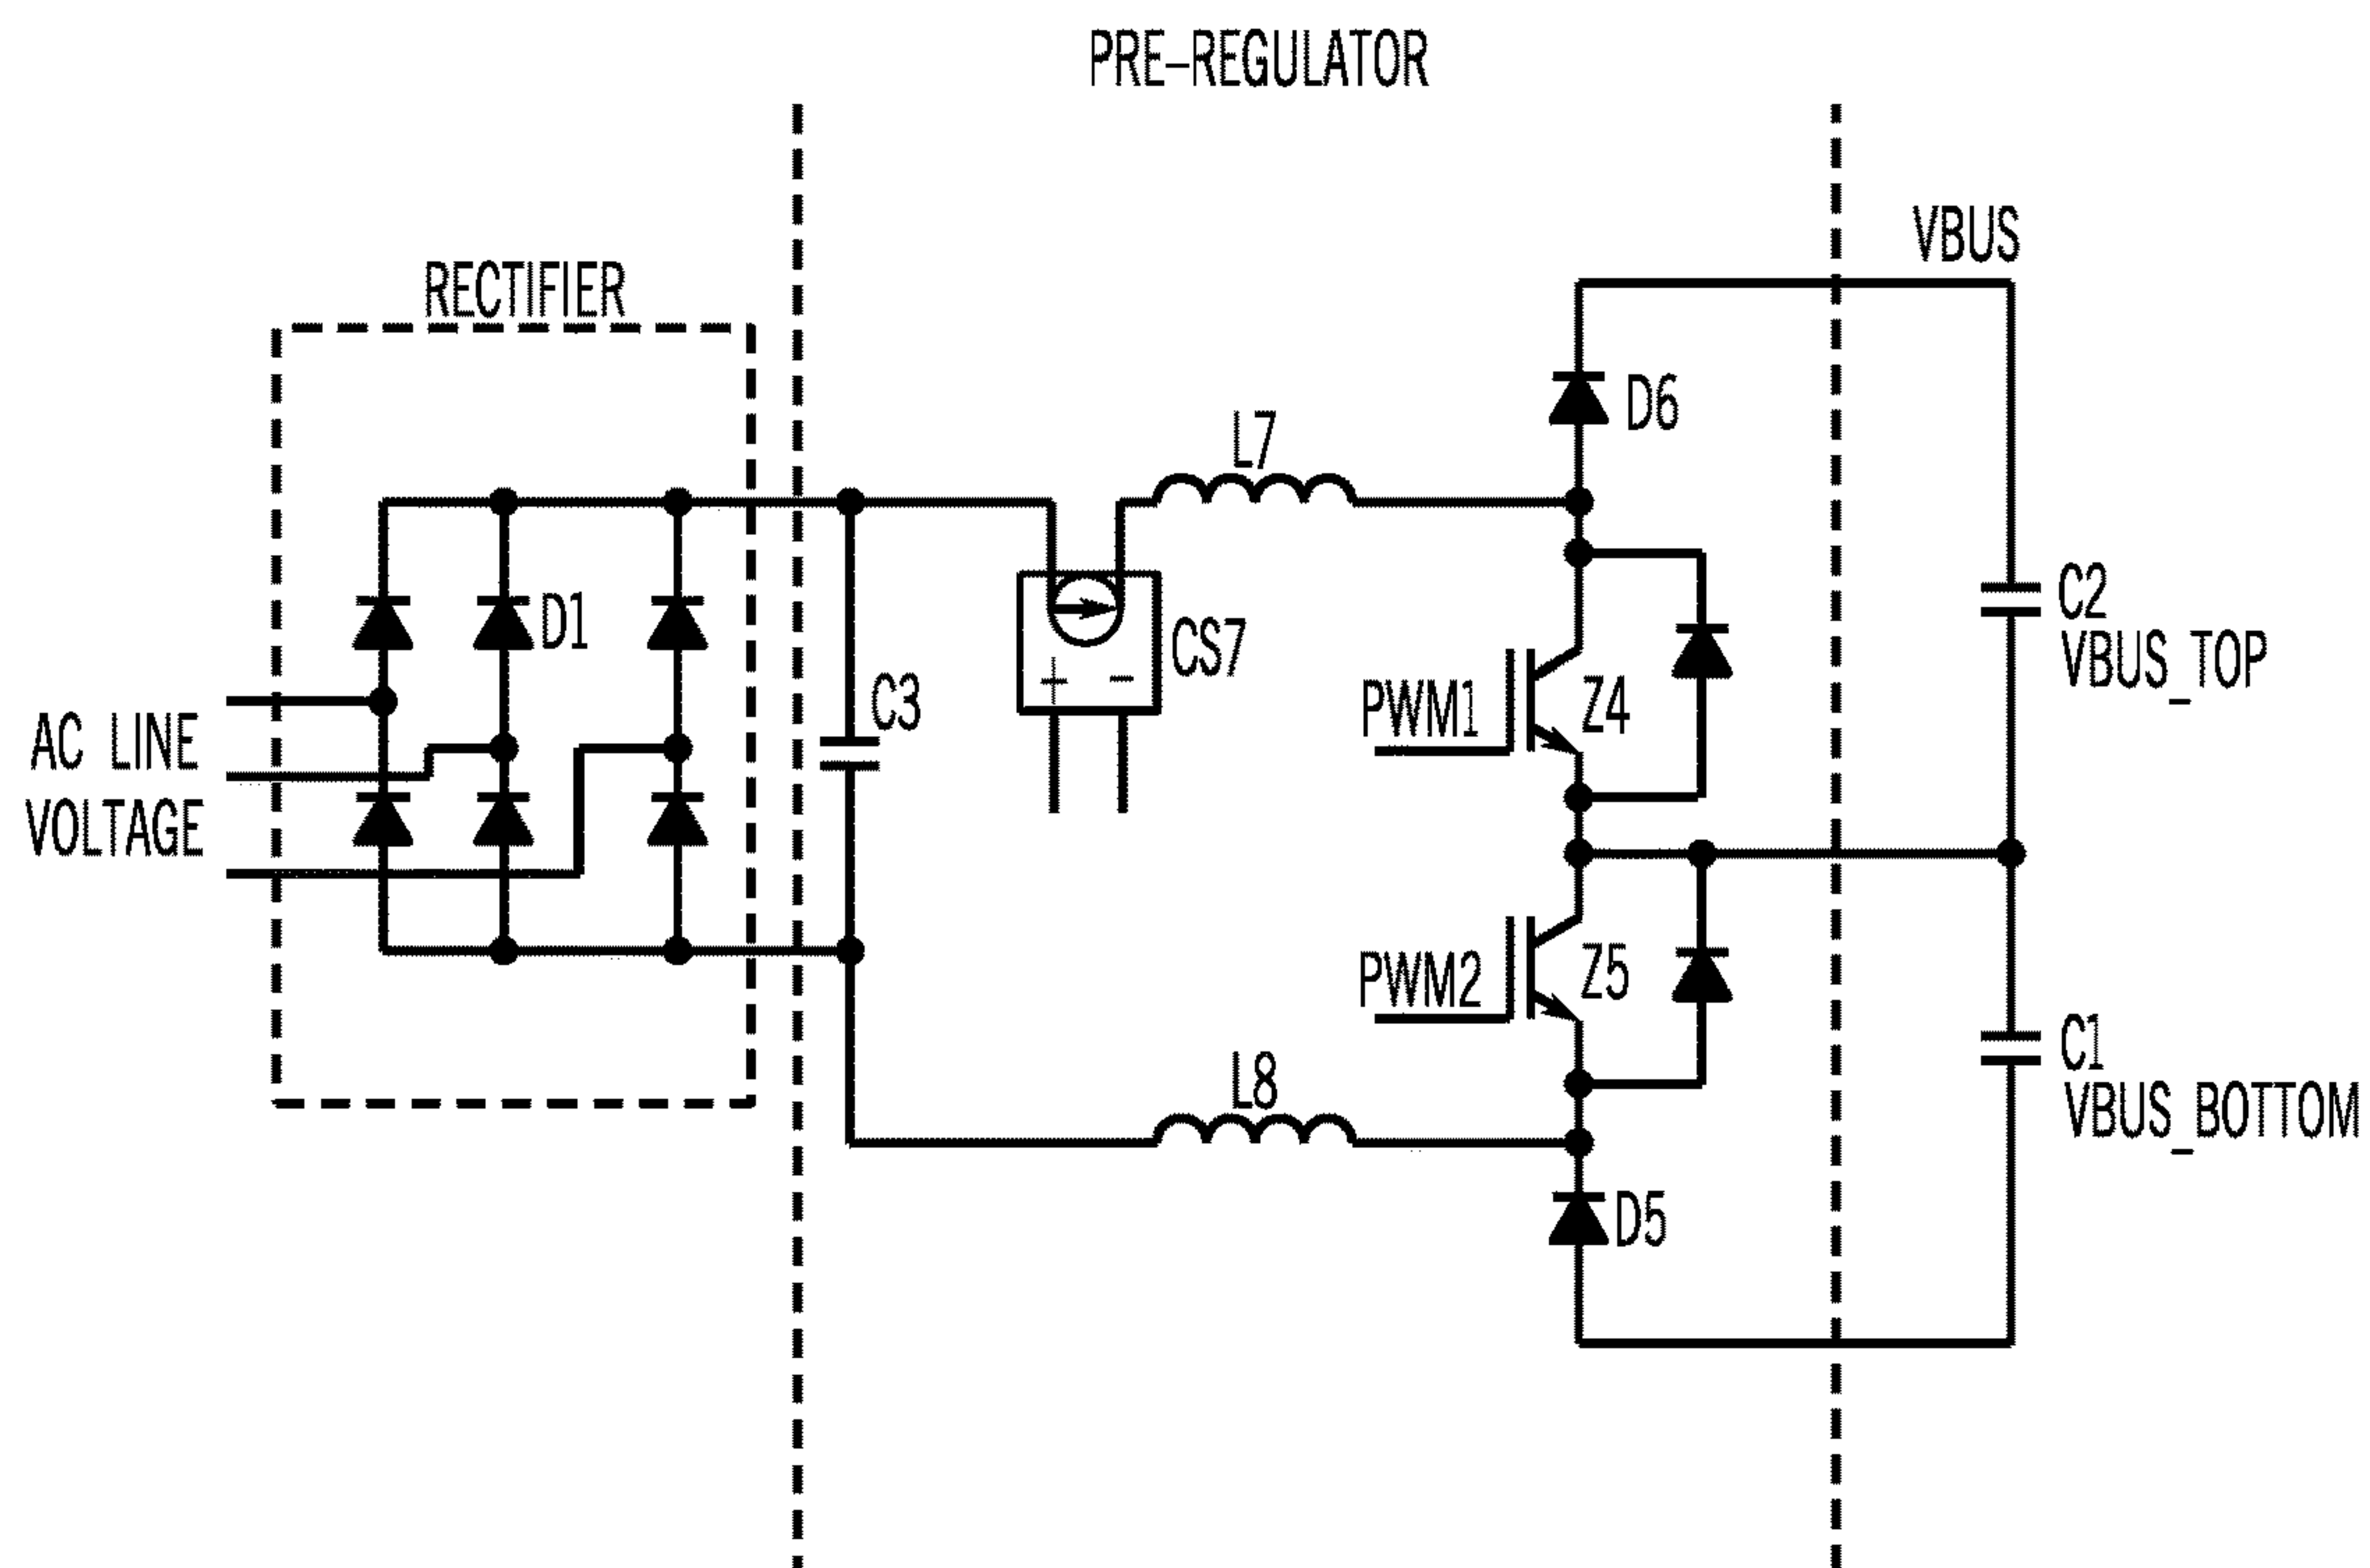 PRE-REGULATOR
VBUS
RECTIFIER
D6
L7
D1
C2
VBUS_TOP
CS7
C3
+ -
PWM1
Z4
AC LINE
VOLTAGE
PWM2
Z5
C1
VBUS_BOTTOM
L8
D5